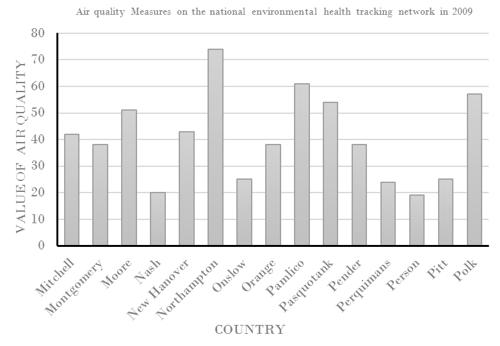 Air quality Measures on the national environmental health tracking network in 2009
VALUE OF AIR QUALITY
80
70
60
50
40
30
20
10
0
Mitchell
Montgomery
Moore
Nash
New Hanover
Northampton
Onslow
Orange
Pamlico
Pasquotank
Pender
Perquimans
Person
Pitt
Polk
COUNTRY